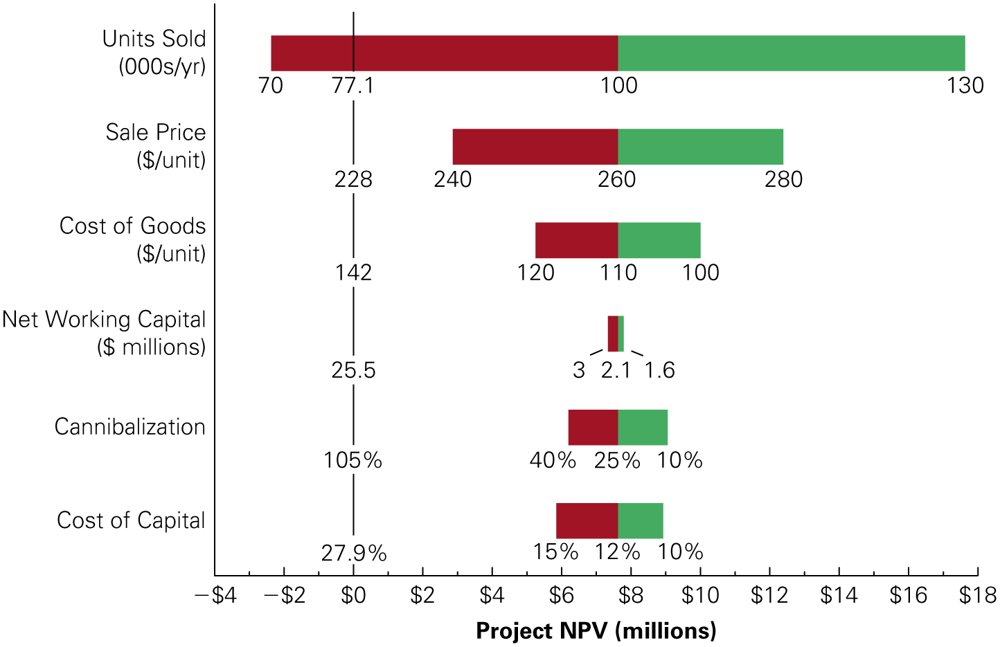 Units Sold
(000s/yr)
70 77.1 100 130
Sale Price
($/unit)
228 240 260 280
Cost of Goods
($/unit)
142 120 110 100
Net Working Capital
($ millions)
25.5 3 2.1 1.6
Cannibalization
105% 40% 25% 10%
Cost of Capital
27.9% 15% 12% 10%
−$4 −$2 $0 $2 $4 $6 $8 $10 $12 $14 $16 $18
Project NPV (millions)